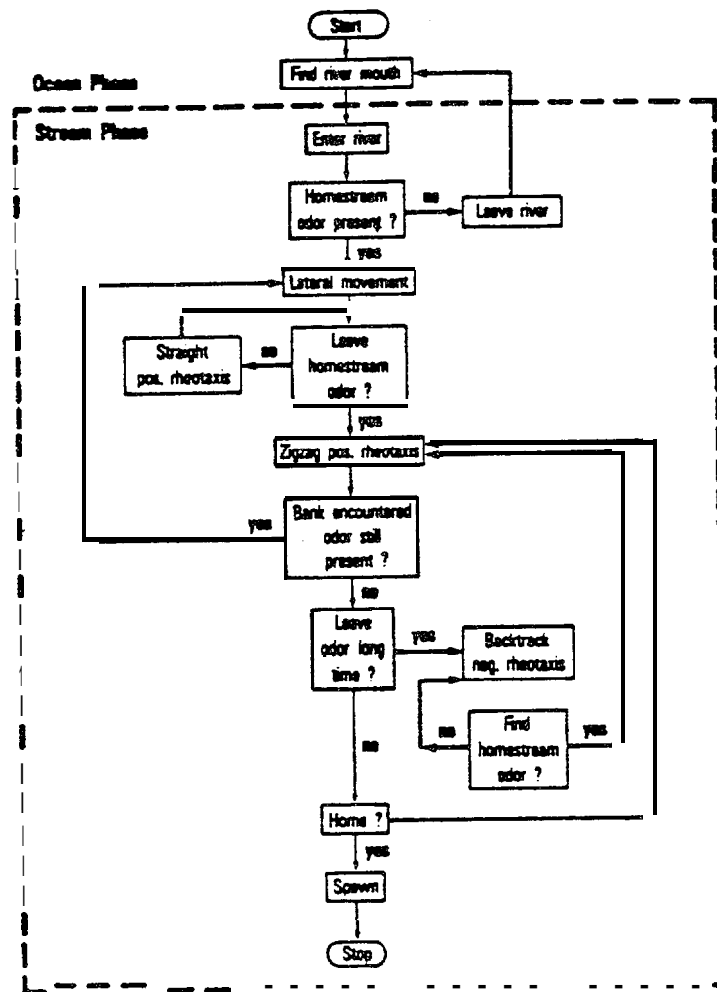 Start
Find river mouth
Ocean Phase
Stream Phase
Enter river
Homestream
odor present ?
no
Leave river
yes
Lateral movement
Straight
pos. rheotaxis
no
Leave
homestream
odor ?
yes
Zigzag pos. rheotaxis
yes
Bank encountered
odor still
present ?
no
Leave
odor long
time ?
yes
Backtrack
neg. rheotaxis
no
no
Find
homestream
odor ?
yes
Home ?
yes
Spawn
Stop